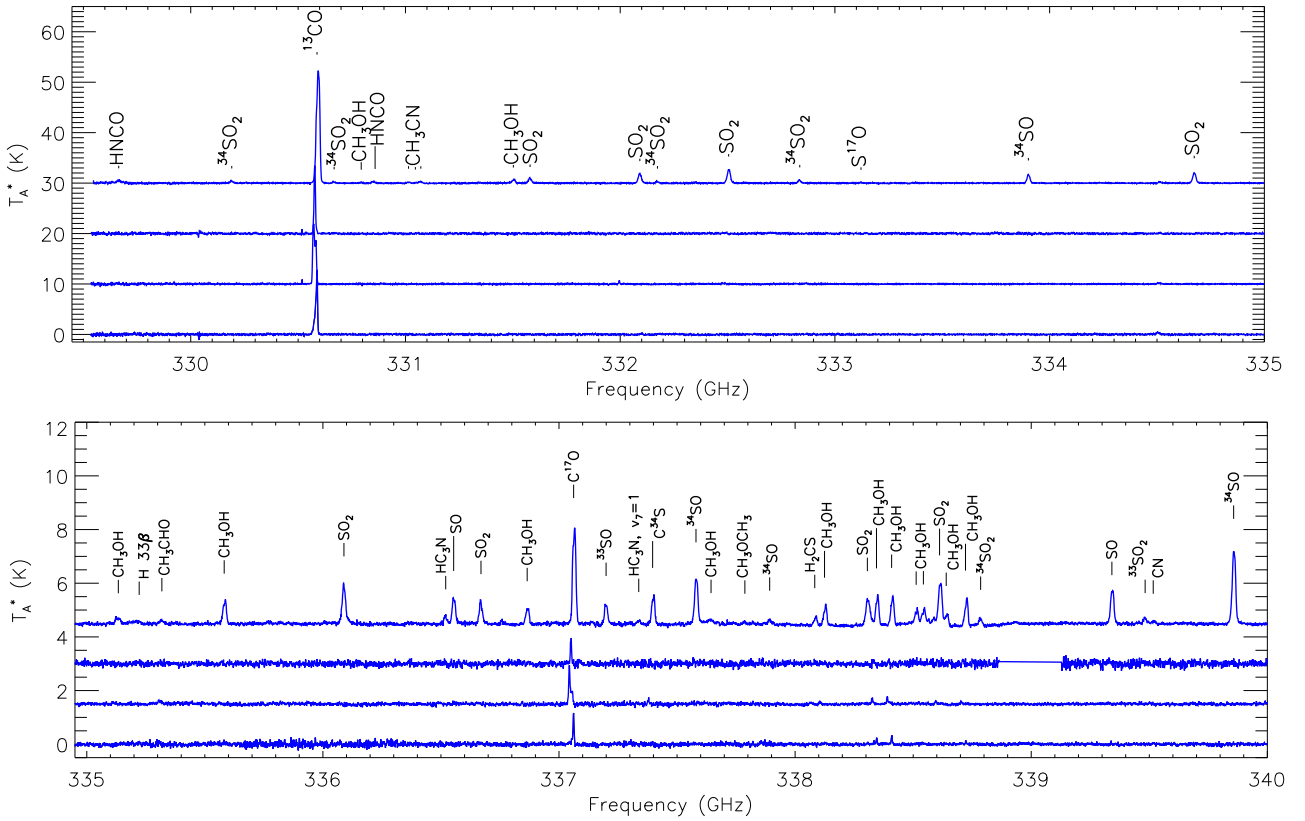 60
50
40
30
20
10
0
T_A* (K)
HNCO
³⁴SO₂
¹³CO
³⁴SO₂
CH₃OH
HNCO
CH₃CN
CH₃OH
SO₂
SO₂
³⁴SO₂
SO₂
³⁴SO₂
S¹⁷O
³⁴SO
SO₂
330
331
332
333
334
335
Frequency (GHz)
12
10
8
6
4
2
0
T_A* (K)
CH₃OH
H 33β
CH₃CHO
CH₃OH
SO₂
HC₃N
SO
SO₂
CH₃OH
C¹⁷O
³³SO
HC₃N, v₇=1
C³⁴S
³⁴SO
CH₃OH
CH₃OCH₃
³⁴SO
H₂CS
CH₃OH
SO₂
CH₃OH
CH₃OH
CH₃OH
SO₂
CH₃OH
CH₃OH
³⁴SO₂
SO
³³SO₂
CN
³⁴SO
335
336
337
338
339
340
Frequency (GHz)